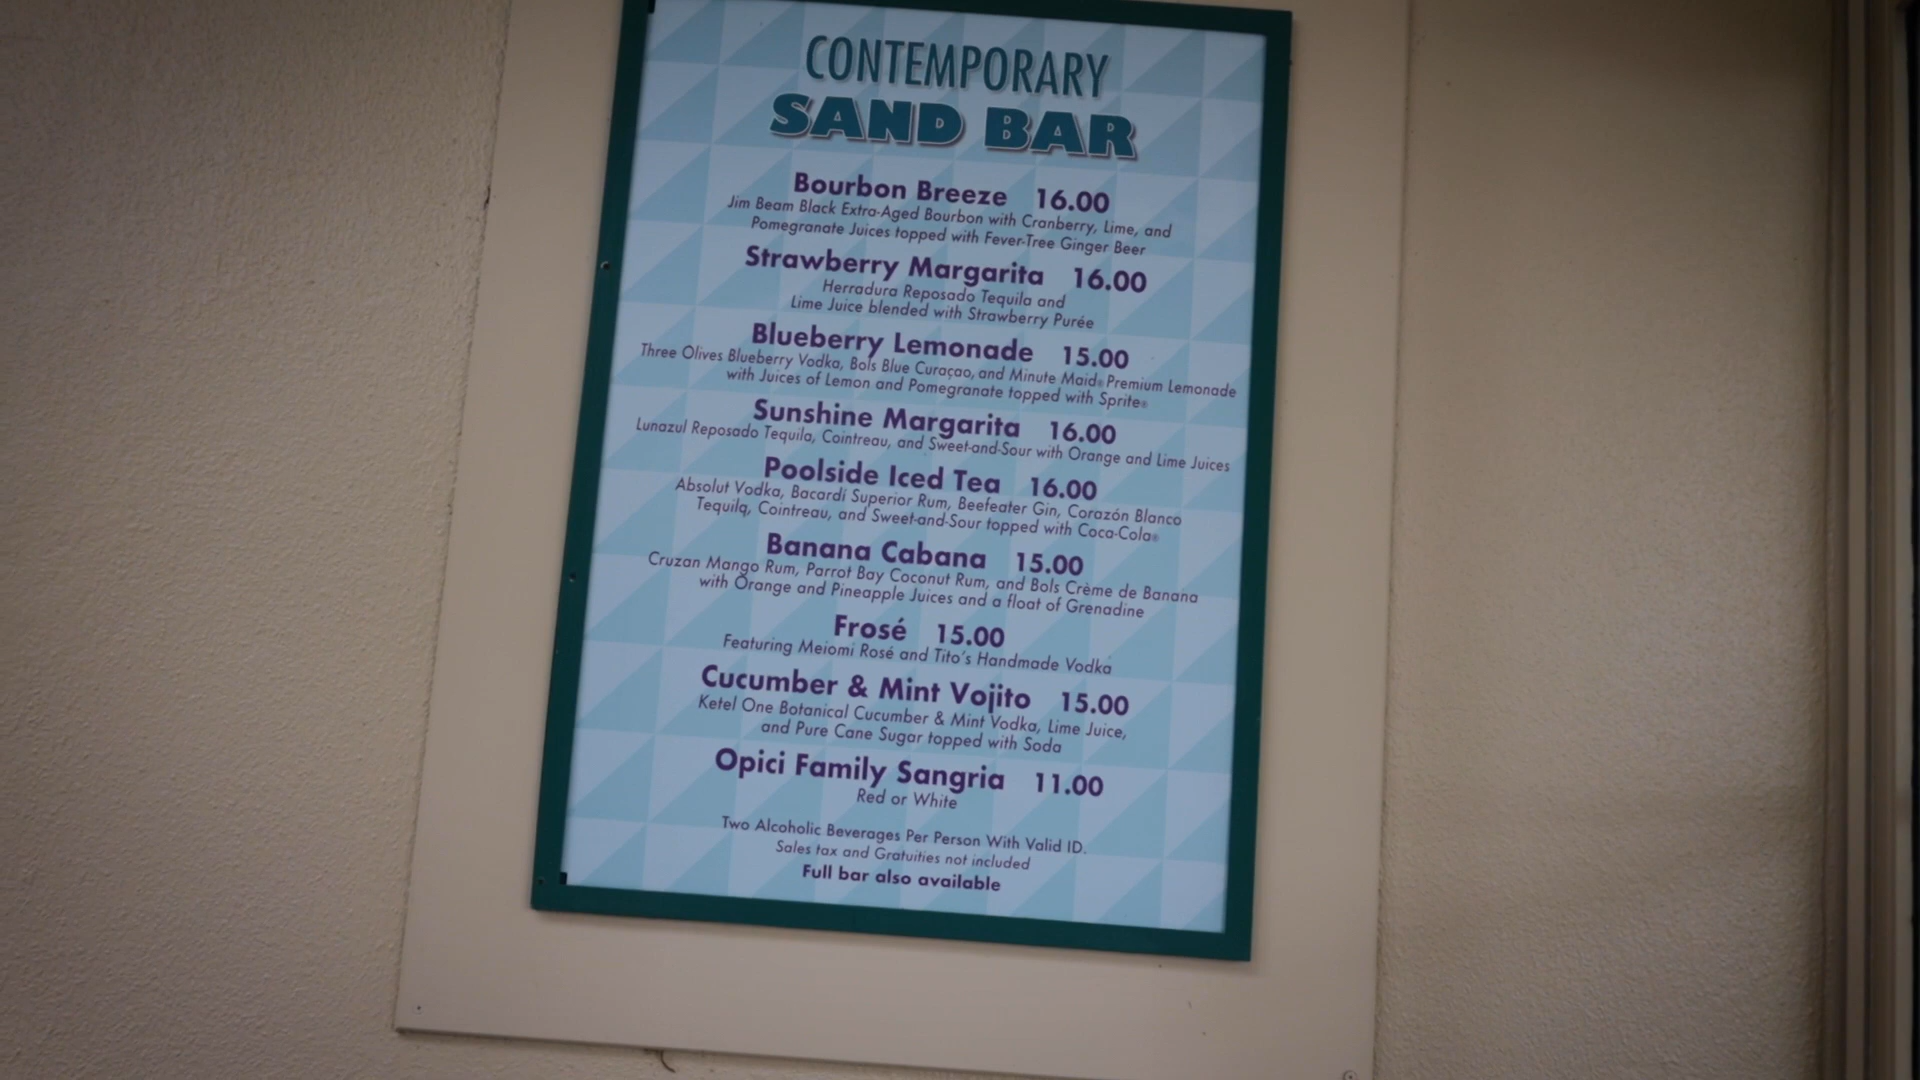 CONTEMPORARY
SAND BAR
Bourbon Breeze 16.00
Jim Beam Black Extra-Aged Bourbon with Cranberry, Lime, and
Pomegranate Juices topped with Fever-Tree Ginger Beer
Strawberry Margarita 16.00
Herradura Reposado Tequila and
Lime Juice blended with Strawberry Purée
Blueberry Lemonade 15.00
Three Olives Blueberry Vodka, Bols Blue Curaçao, and Minute Maid® Premium Lemonade
with Juices of Lemon and Pomegranate topped with Sprite®
Sunshine Margarita 16.00
Lunazul Reposado Tequila, Cointreau, and Sweet-and-Sour with Orange and Lime Juices
Poolside Iced Tea 16.00
Absolut Vodka, Bacardí Superior Rum, Beefeater Gin, Corazón Blanco
Tequila, Cointreau, and Sweet-and-Sour topped with Coca-Cola®
Banana Cabana 15.00
Cruzan Mango Rum, Parrot Bay Coconut Rum, and Bols Crème de Banana
with Orange and Pineapple Juices and a float of Grenadine
Frosé 15.00
Featuring Meiomi Rosé and Tito's Handmade Vodka
Cucumber & Mint Vojito 15.00
Ketel One Botanical Cucumber & Mint Vodka, Lime Juice,
and Pure Cane Sugar topped with Soda
Opici Family Sangria 11.00
Red or White
Two Alcoholic Beverages Per Person With Valid ID.
Sales tax and Gratuities not included
Full bar also available